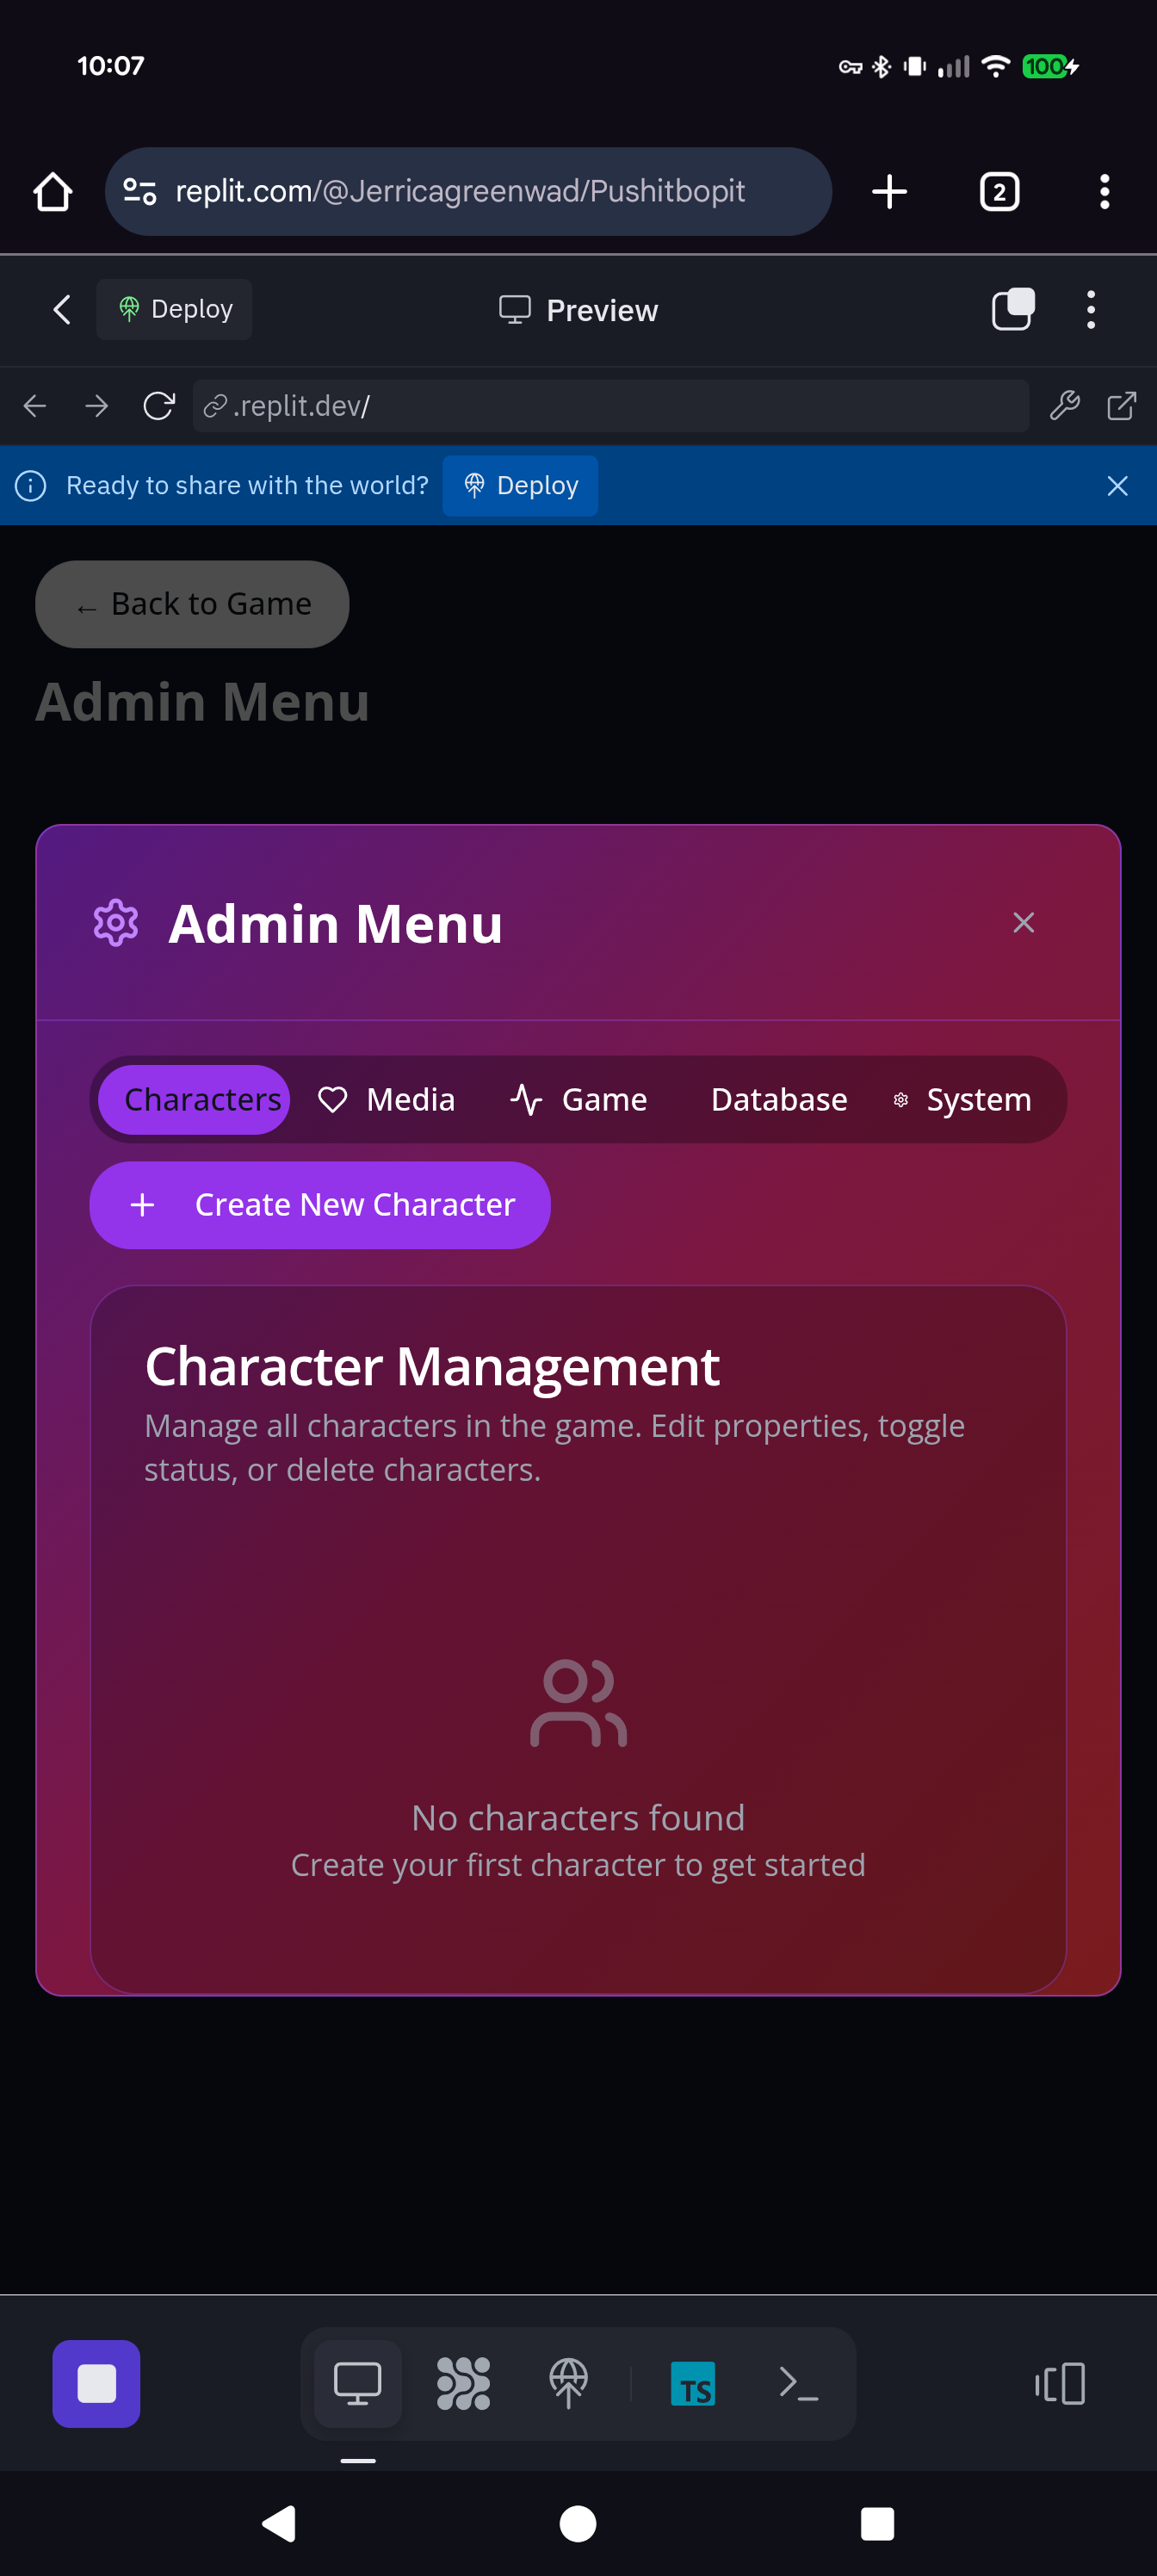 10:07
100
replit.com/@Jerricagreenwad/Pushitbopit
2
Deploy
Preview
.replit.dev/
Ready to share with the world?
Deploy
← Back to Game
Admin Menu
Admin Menu
Characters
Media
Game
Database
System
Create New Character
Character Management
Manage all characters in the game. Edit properties, toggle
status, or delete characters.
No characters found
Create your first character to get started
TS